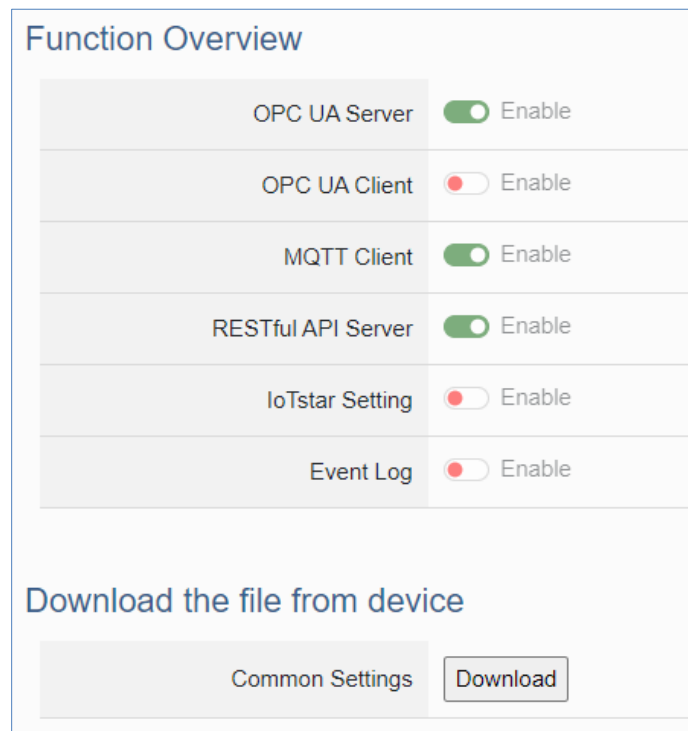 Function Overview
OPC UA Server Enable
OPC UA Client Enable
MQTT Client Enable
RESTful API Server Enable
IoTstar Setting Enable
Event Log Enable
Download the file from device
Common Settings Download